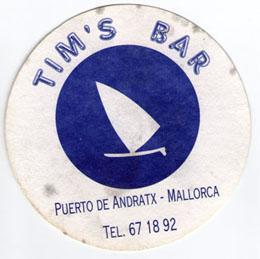 TIM'S BAR
PUERTO DE ANDRATX - MALLORCA
TEL. 67 18 92